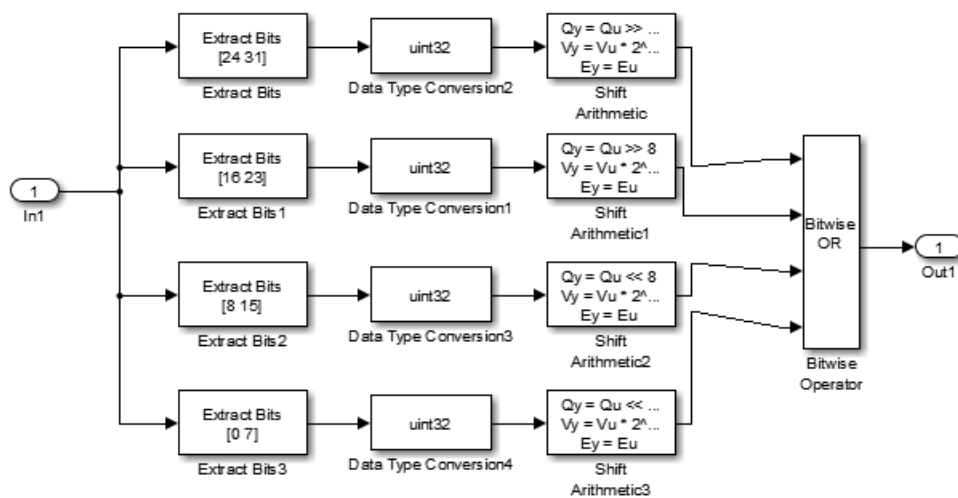 1
In1
Extract Bits
[24 31]
Extract Bits
uint32
Data Type Conversion2
Qy = Qu >> ...
Vy = Vu * 2^...
Ey = Eu
Shift
Arithmetic
Extract Bits
[16 23]
Extract Bits1
uint32
Data Type Conversion1
Qy = Qu >> 8
Vy = Vu * 2^...
Ey = Eu
Shift
Arithmetic1
Extract Bits
[8 15]
Extract Bits2
uint32
Data Type Conversion3
Qy = Qu << 8
Vy = Vu * 2^...
Ey = Eu
Shift
Arithmetic2
Extract Bits
[0 7]
Extract Bits3
uint32
Data Type Conversion4
Qy = Qu << ...
Vy = Vu * 2^...
Ey = Eu
Shift
Arithmetic3
Bitwise
OR
Bitwise
Operator
1
Out1